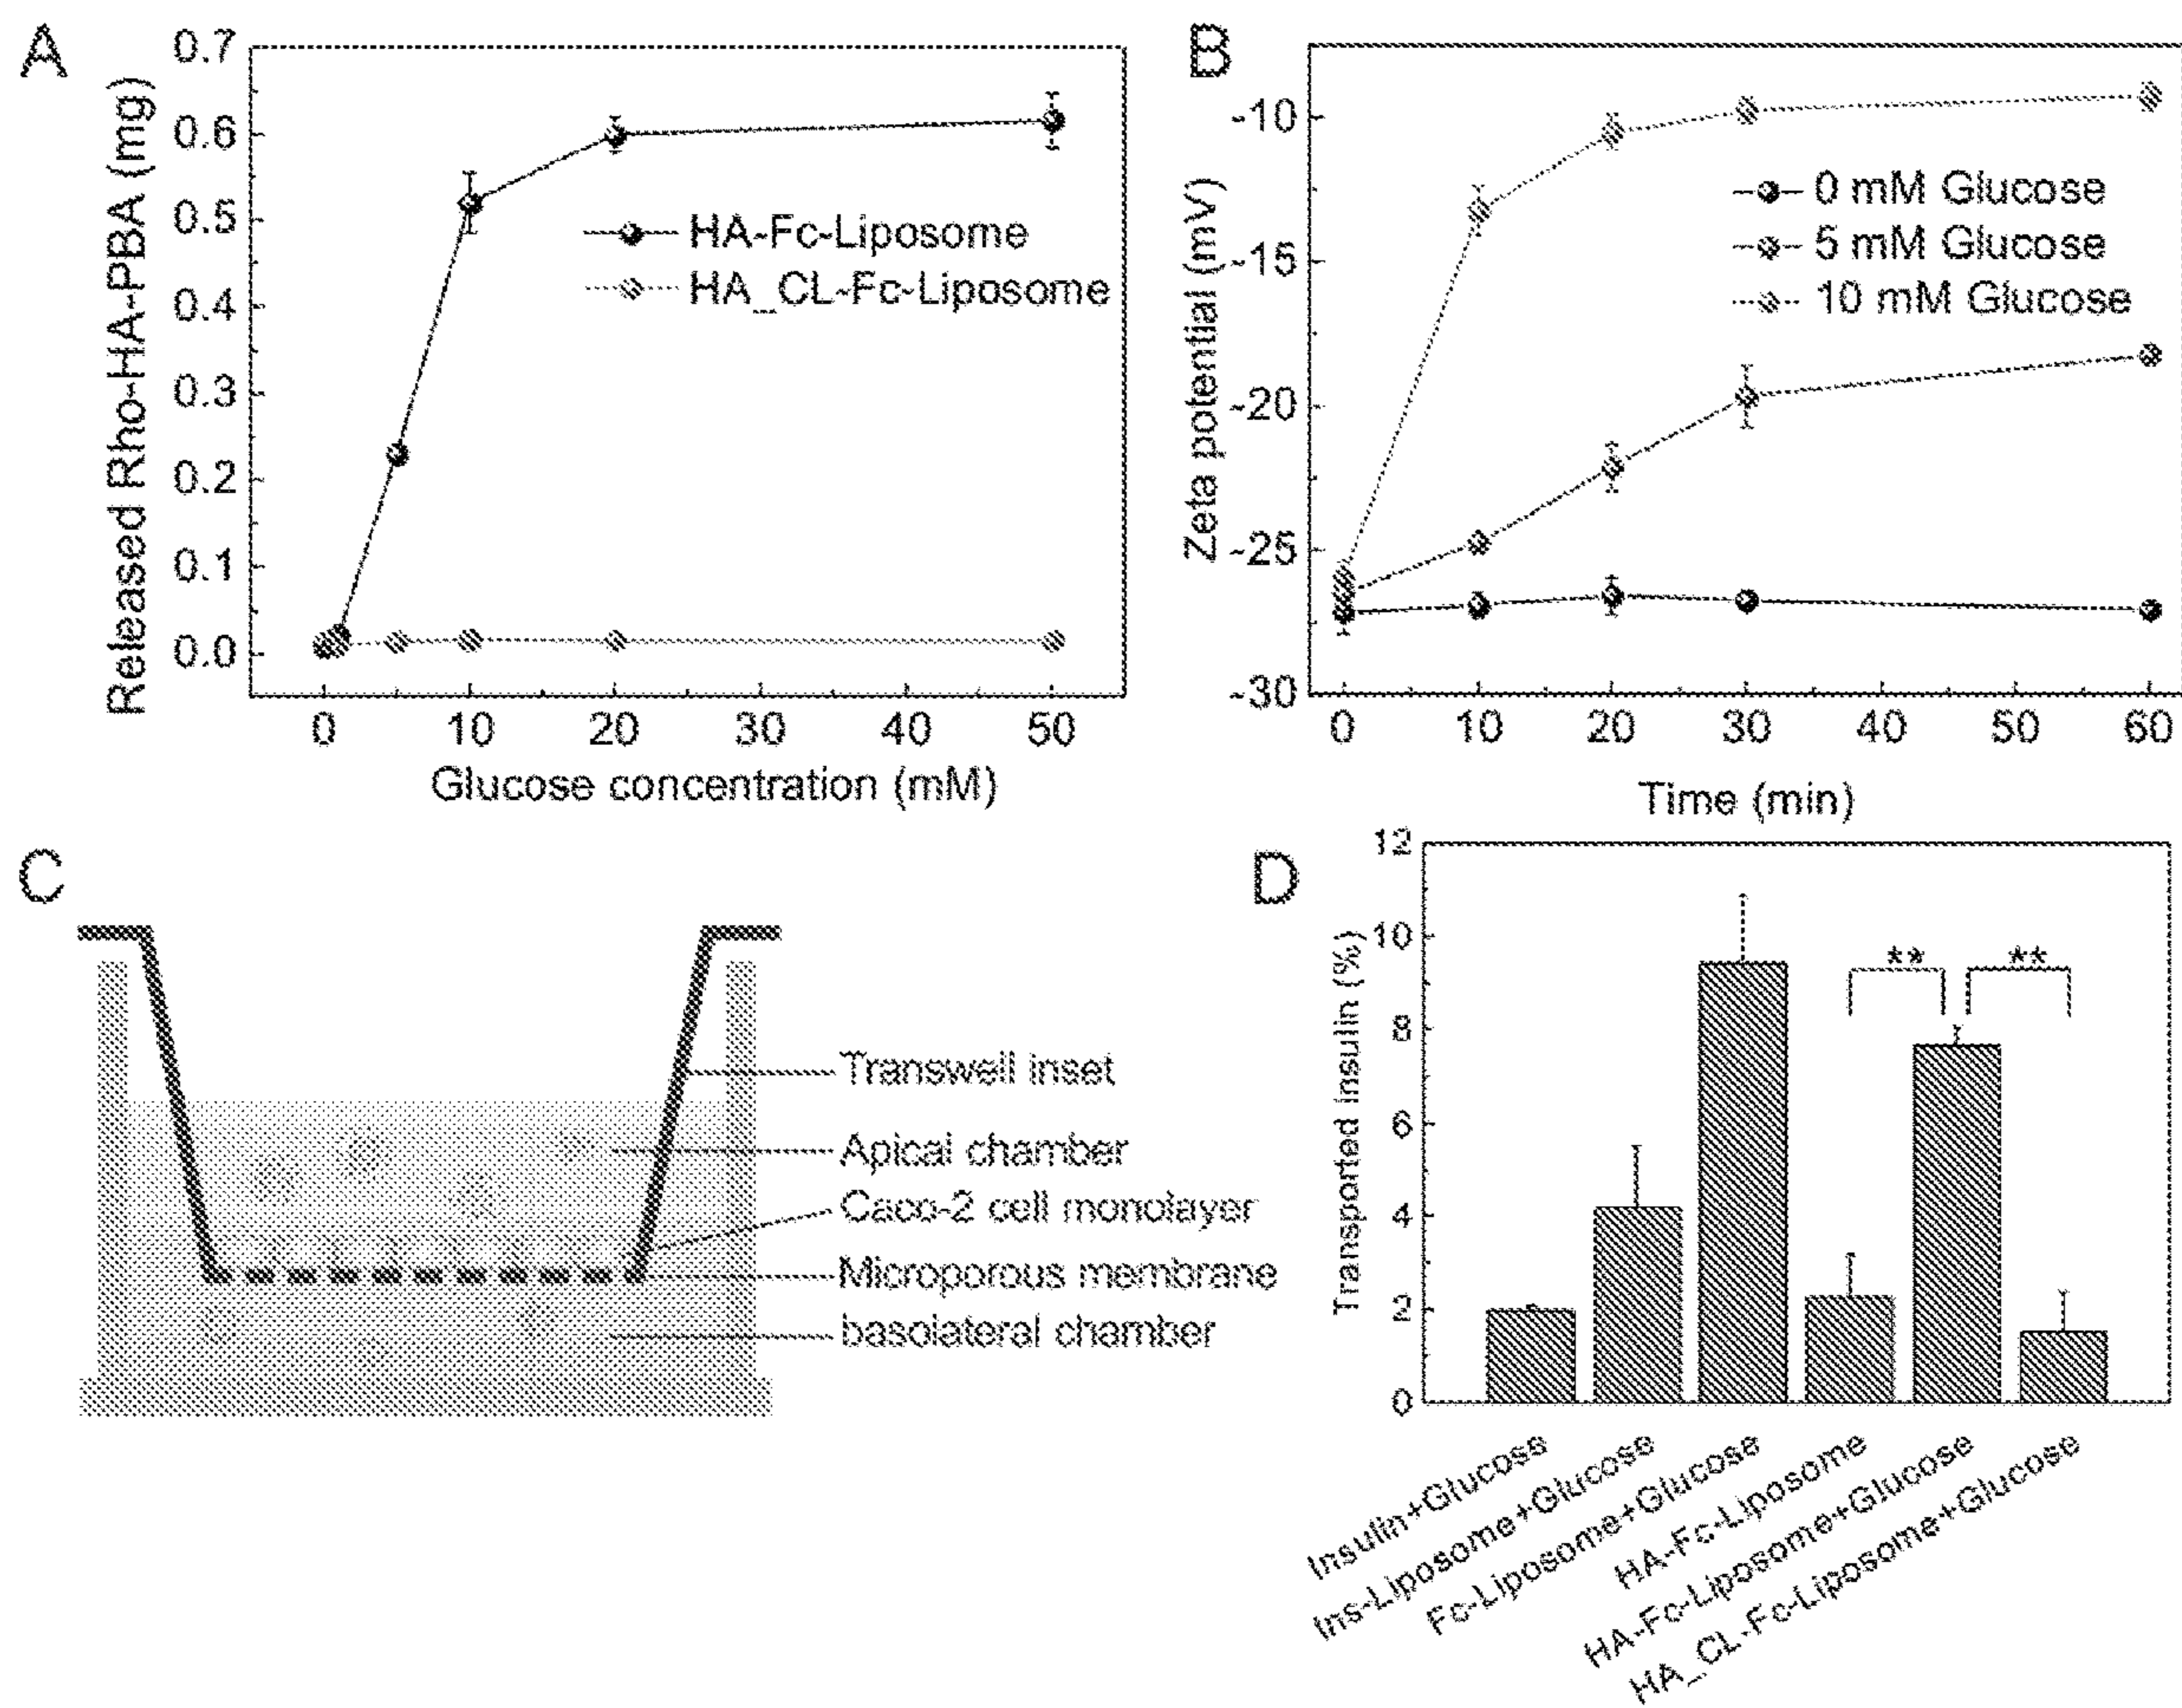 A
0.7
0.6
0.5
0.4
0.3
0.2
0.1
0.0
Released Rho-HA-PBA (mg)
HA-Fc-Liposome
HA_CL-Fc-Liposome
0 10 20 30 40 50
Glucose concentration (mM)
B
-10
-15
-20
-25
-30
Zeta potential (mV)
0 mM Glucose
5 mM Glucose
10 mM Glucose
0 10 20 30 40 50 60
Time (min)
C
Transwell inset
Apical chamber
Caco-2 cell monolayer
Microporous membrane
basolateral chamber
D
12
10
8
6
4
2
0
Transported insulin (%)
** **
Insulin+Glucose
Ins-Liposome+Glucose
Fc-Liposome+Glucose
HA-Fc-Liposome
HA-Fc-Liposome+Glucose
HA_CL-Fc-Liposome+Glucose